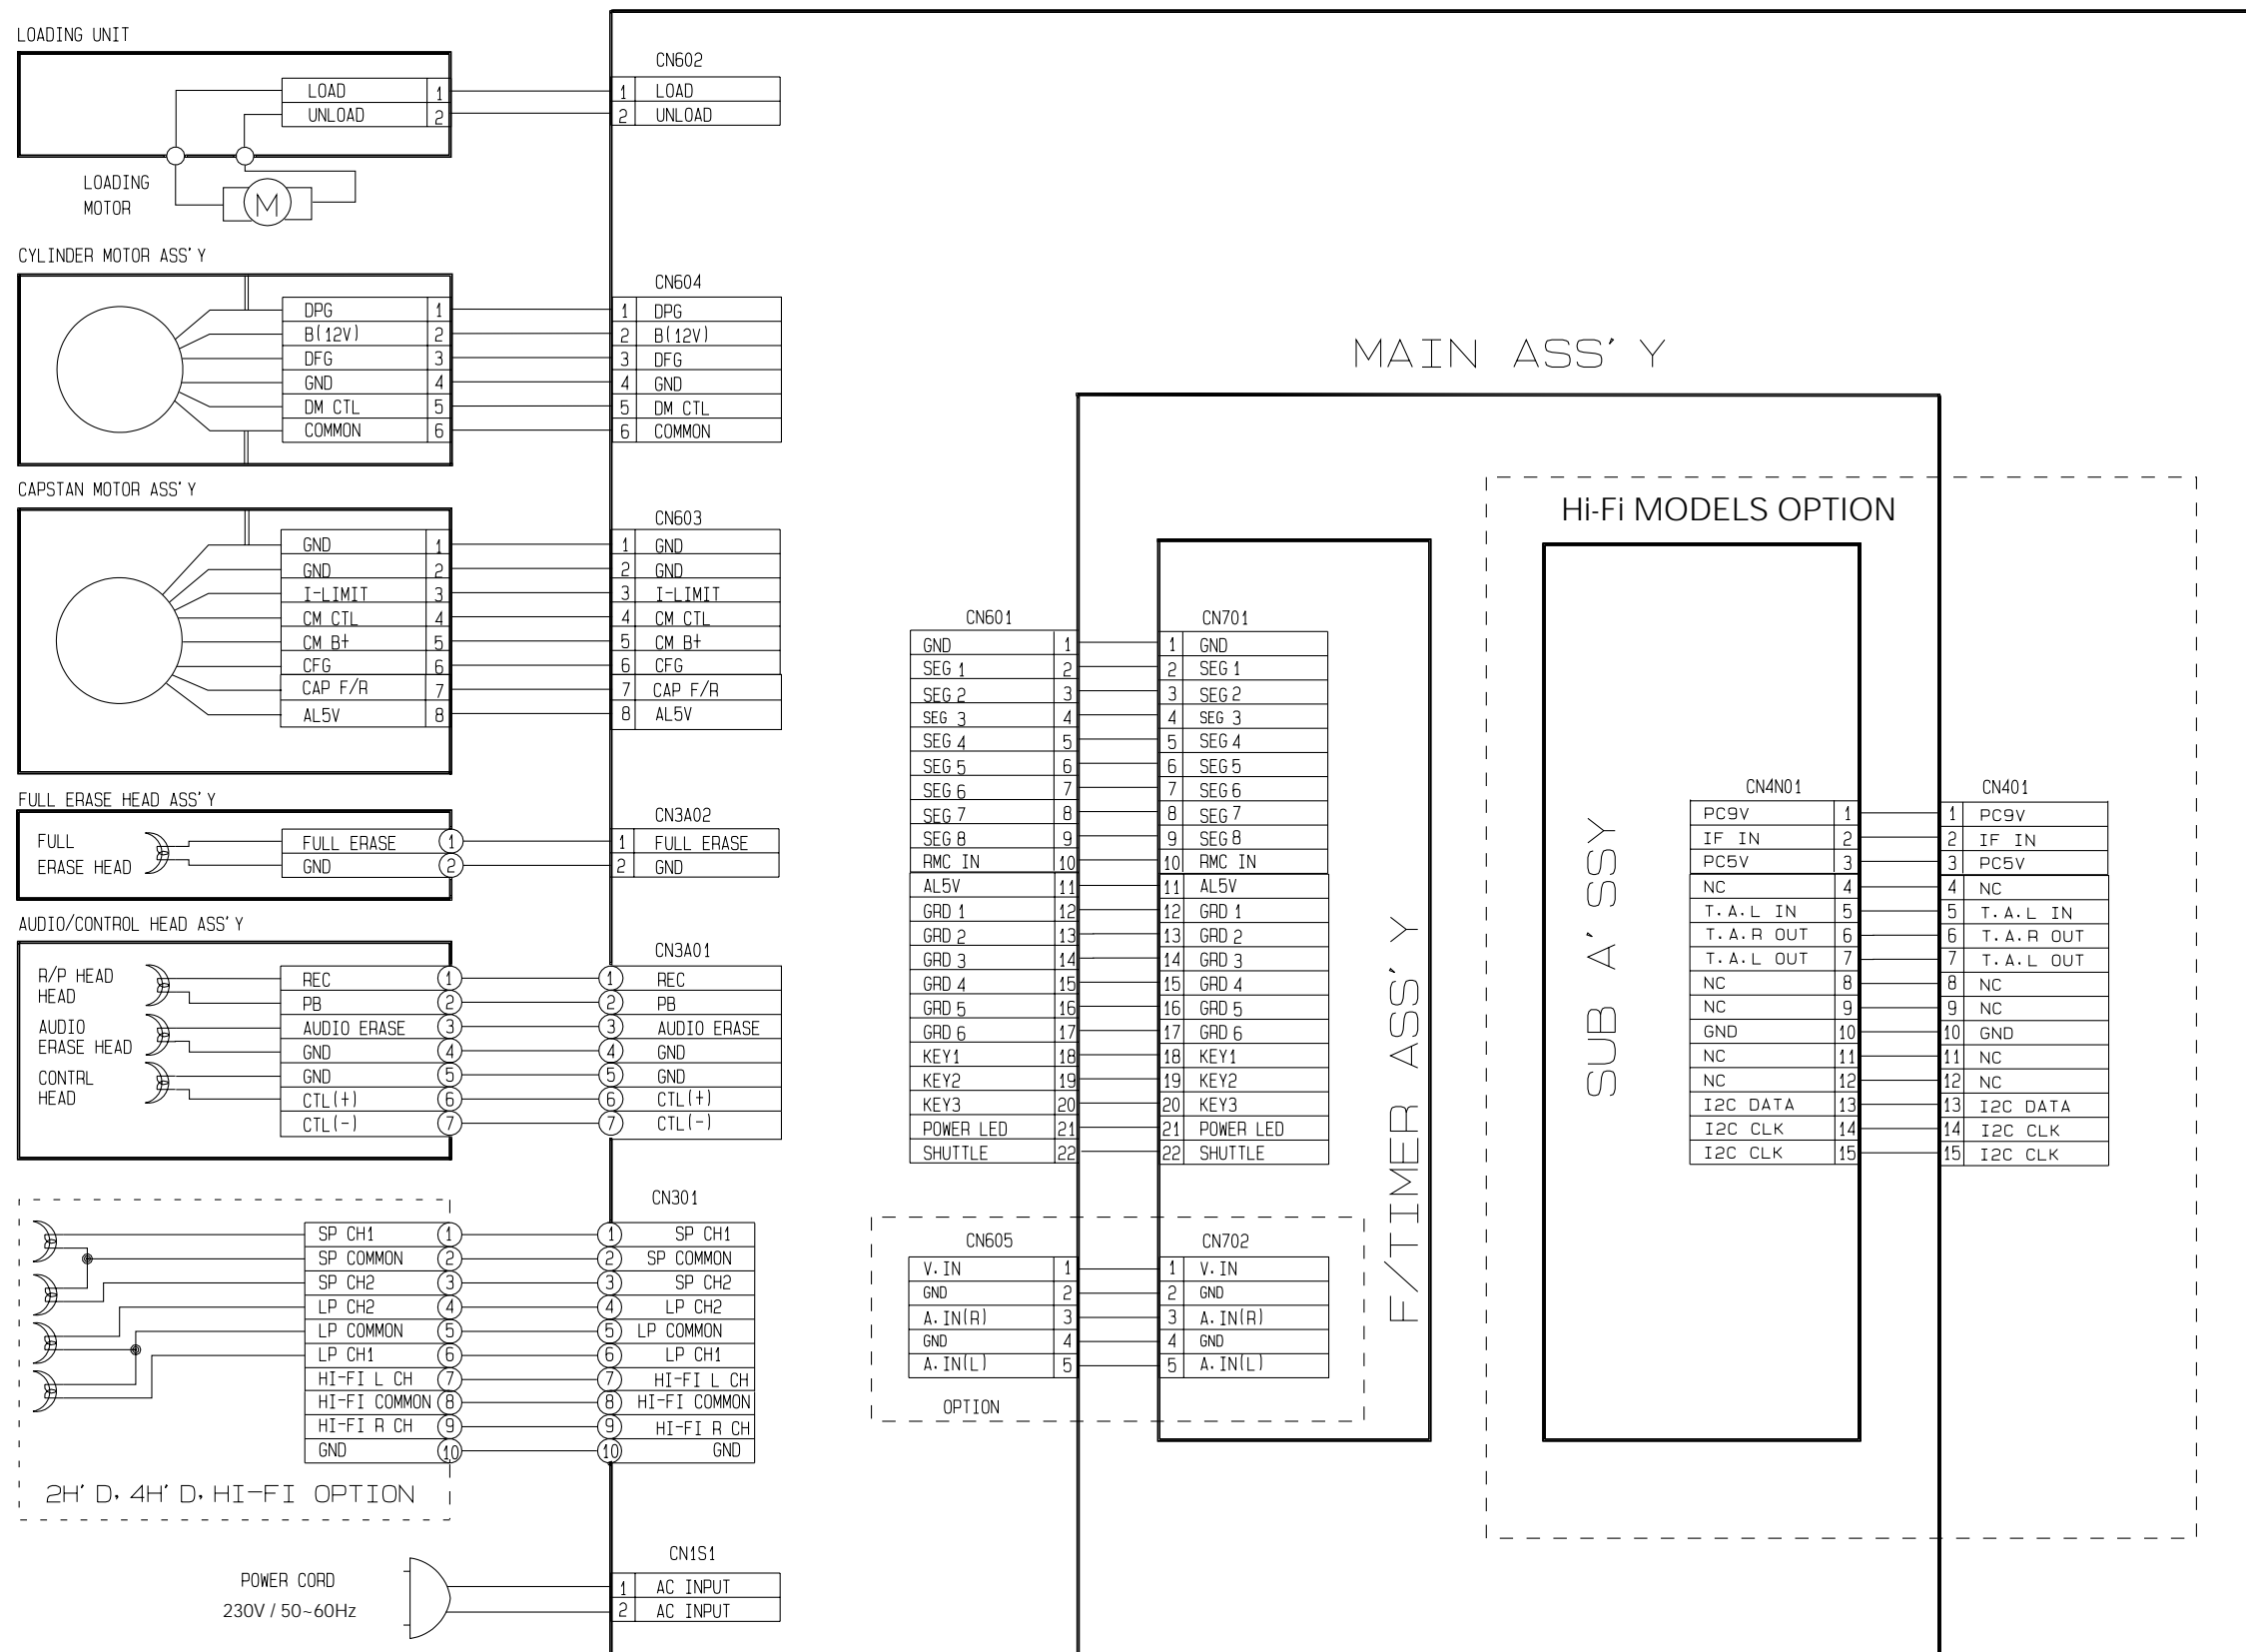 LOADING UNIT
LOAD 1
UNLOAD 2
LOADING
MOTOR
M
CN602
1 LOAD
2 UNLOAD
CYLINDER MOTOR ASS'Y
DPG 1
B(12V) 2
DFG 3
GND 4
DM CTL 5
COMMON 6
CN604
1 DPG
2 B(12V)
3 DFG
4 GND
5 DM CTL
6 COMMON
CAPSTAN MOTOR ASS'Y
GND 1
GND 2
I-LIMIT 3
CM CTL 4
CM B+ 5
CFG 6
CAP F/R 7
AL5V 8
CN603
1 GND
2 GND
3 I-LIMIT
4 CM CTL
5 CM B+
6 CFG
7 CAP F/R
8 AL5V
FULL ERASE HEAD ASS'Y
FULL
ERASE HEAD
FULL ERASE 1
GND 2
CN3A02
1 FULL ERASE
2 GND
AUDIO/CONTROL HEAD ASS'Y
R/P HEAD
HEAD
AUDIO
ERASE HEAD
CONTRL
HEAD
REC 1
PB 2
AUDIO ERASE 3
GND 4
GND 5
CTL(+) 6
CTL(-) 7
CN3A01
1 REC
2 PB
3 AUDIO ERASE
4 GND
5 GND
6 CTL(+)
7 CTL(-)
SP CH1 1
SP COMMON 2
SP CH2 3
LP CH2 4
LP COMMON 5
LP CH1 6
HI-FI L CH 7
HI-FI COMMON 8
HI-FI R CH 9
GND 10
2H'D, 4H'D, HI-FI OPTION
CN301
1 SP CH1
2 SP COMMON
3 SP CH2
4 LP CH2
5 LP COMMON
6 LP CH1
7 HI-FI L CH
8 HI-FI COMMON
9 HI-FI R CH
10 GND
POWER CORD
230V / 50~60Hz
CN1S1
1 AC INPUT
2 AC INPUT
MAIN ASS'Y
CN601
GND 1
SEG 1 2
SEG 2 3
SEG 3 4
SEG 4 5
SEG 5 6
SEG 6 7
SEG 7 8
SEG 8 9
RMC IN 10
AL5V 11
GRD 1 12
GRD 2 13
GRD 3 14
GRD 4 15
GRD 5 16
GRD 6 17
KEY1 18
KEY2 19
KEY3 20
POWER LED 21
SHUTTLE 22
CN701
1 GND
2 SEG 1
3 SEG 2
4 SEG 3
5 SEG 4
6 SEG 5
7 SEG 6
8 SEG 7
9 SEG 8
10 RMC IN
11 AL5V
12 GRD 1
13 GRD 2
14 GRD 3
15 GRD 4
16 GRD 5
17 GRD 6
18 KEY1
19 KEY2
20 KEY3
21 POWER LED
22 SHUTTLE
CN605
V.IN 1
GND 2
A.IN(R) 3
GND 4
A.IN(L) 5
OPTION
CN702
1 V.IN
2 GND
3 A.IN(R)
4 GND
5 A.IN(L)
F/TIMER ASS'Y
Hi-Fi MODELS OPTION
SUB A'SSY
CN4N01
PC9V 1
IF IN 2
PC5V 3
NC 4
T.A.L IN 5
T.A.R OUT 6
T.A.L OUT 7
NC 8
NC 9
GND 10
NC 11
NC 12
I2C DATA 13
I2C CLK 14
I2C CLK 15
CN401
1 PC9V
2 IF IN
3 PC5V
4 NC
5 T.A.L IN
6 T.A.R OUT
7 T.A.L OUT
8 NC
9 NC
10 GND
11 NC
12 NC
13 I2C DATA
14 I2C CLK
15 I2C CLK